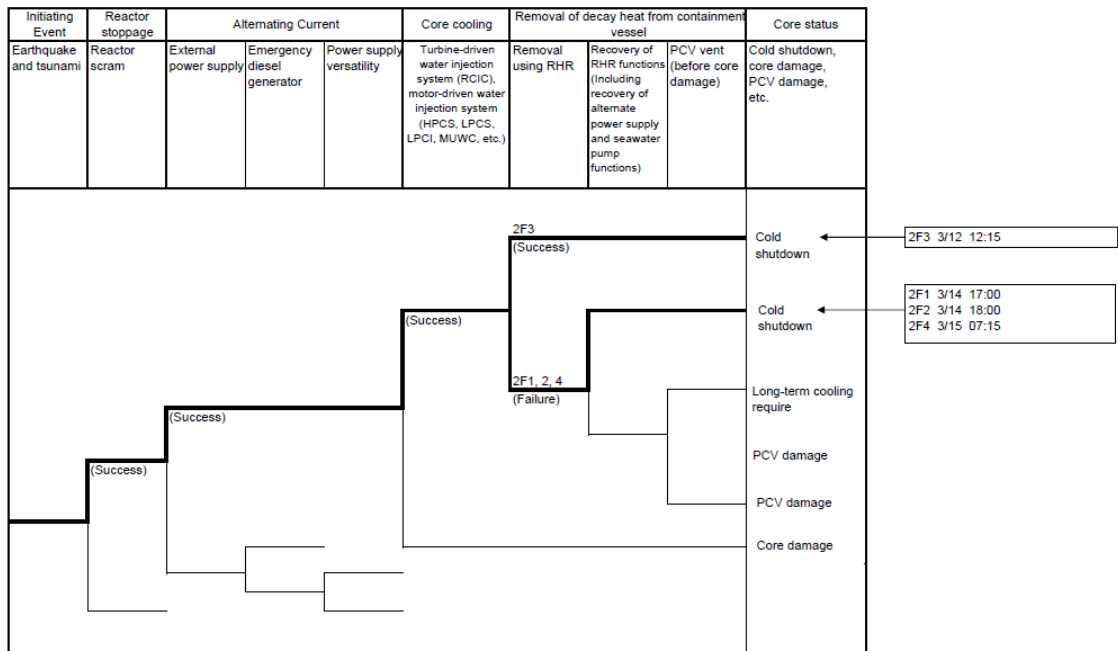 Initiating
Event
Reactor
stoppage
Alternating Current
Core cooling
Removal of decay heat from containment
vessel
Core status
Earthquake
and tsunami
Reactor
scram
External
power supply
Emergency
diesel
generator
Power supply
versatility
Turbine-driven
water injection
system (RCIC),
motor-driven water
injection system
(HPCS, LPCS,
LPCI, MUWC, etc.)
Removal
using RHR
Recovery of
RHR functions
(Including
recovery of
alternate
power supply
and seawater
pump
functions)
PCV vent
(before core
damage)
Cold shutdown,
core damage,
PCV damage,
etc.
2F3
(Success)
Cold
shutdown
2F3 3/12 12:15
(Success)
Cold
shutdown
2F1 3/14 17:00
2F2 3/14 18:00
2F4 3/15 07:15
2F1, 2, 4
(Failure)
Long-term cooling
require
(Success)
PCV damage
(Success)
PCV damage
Core damage